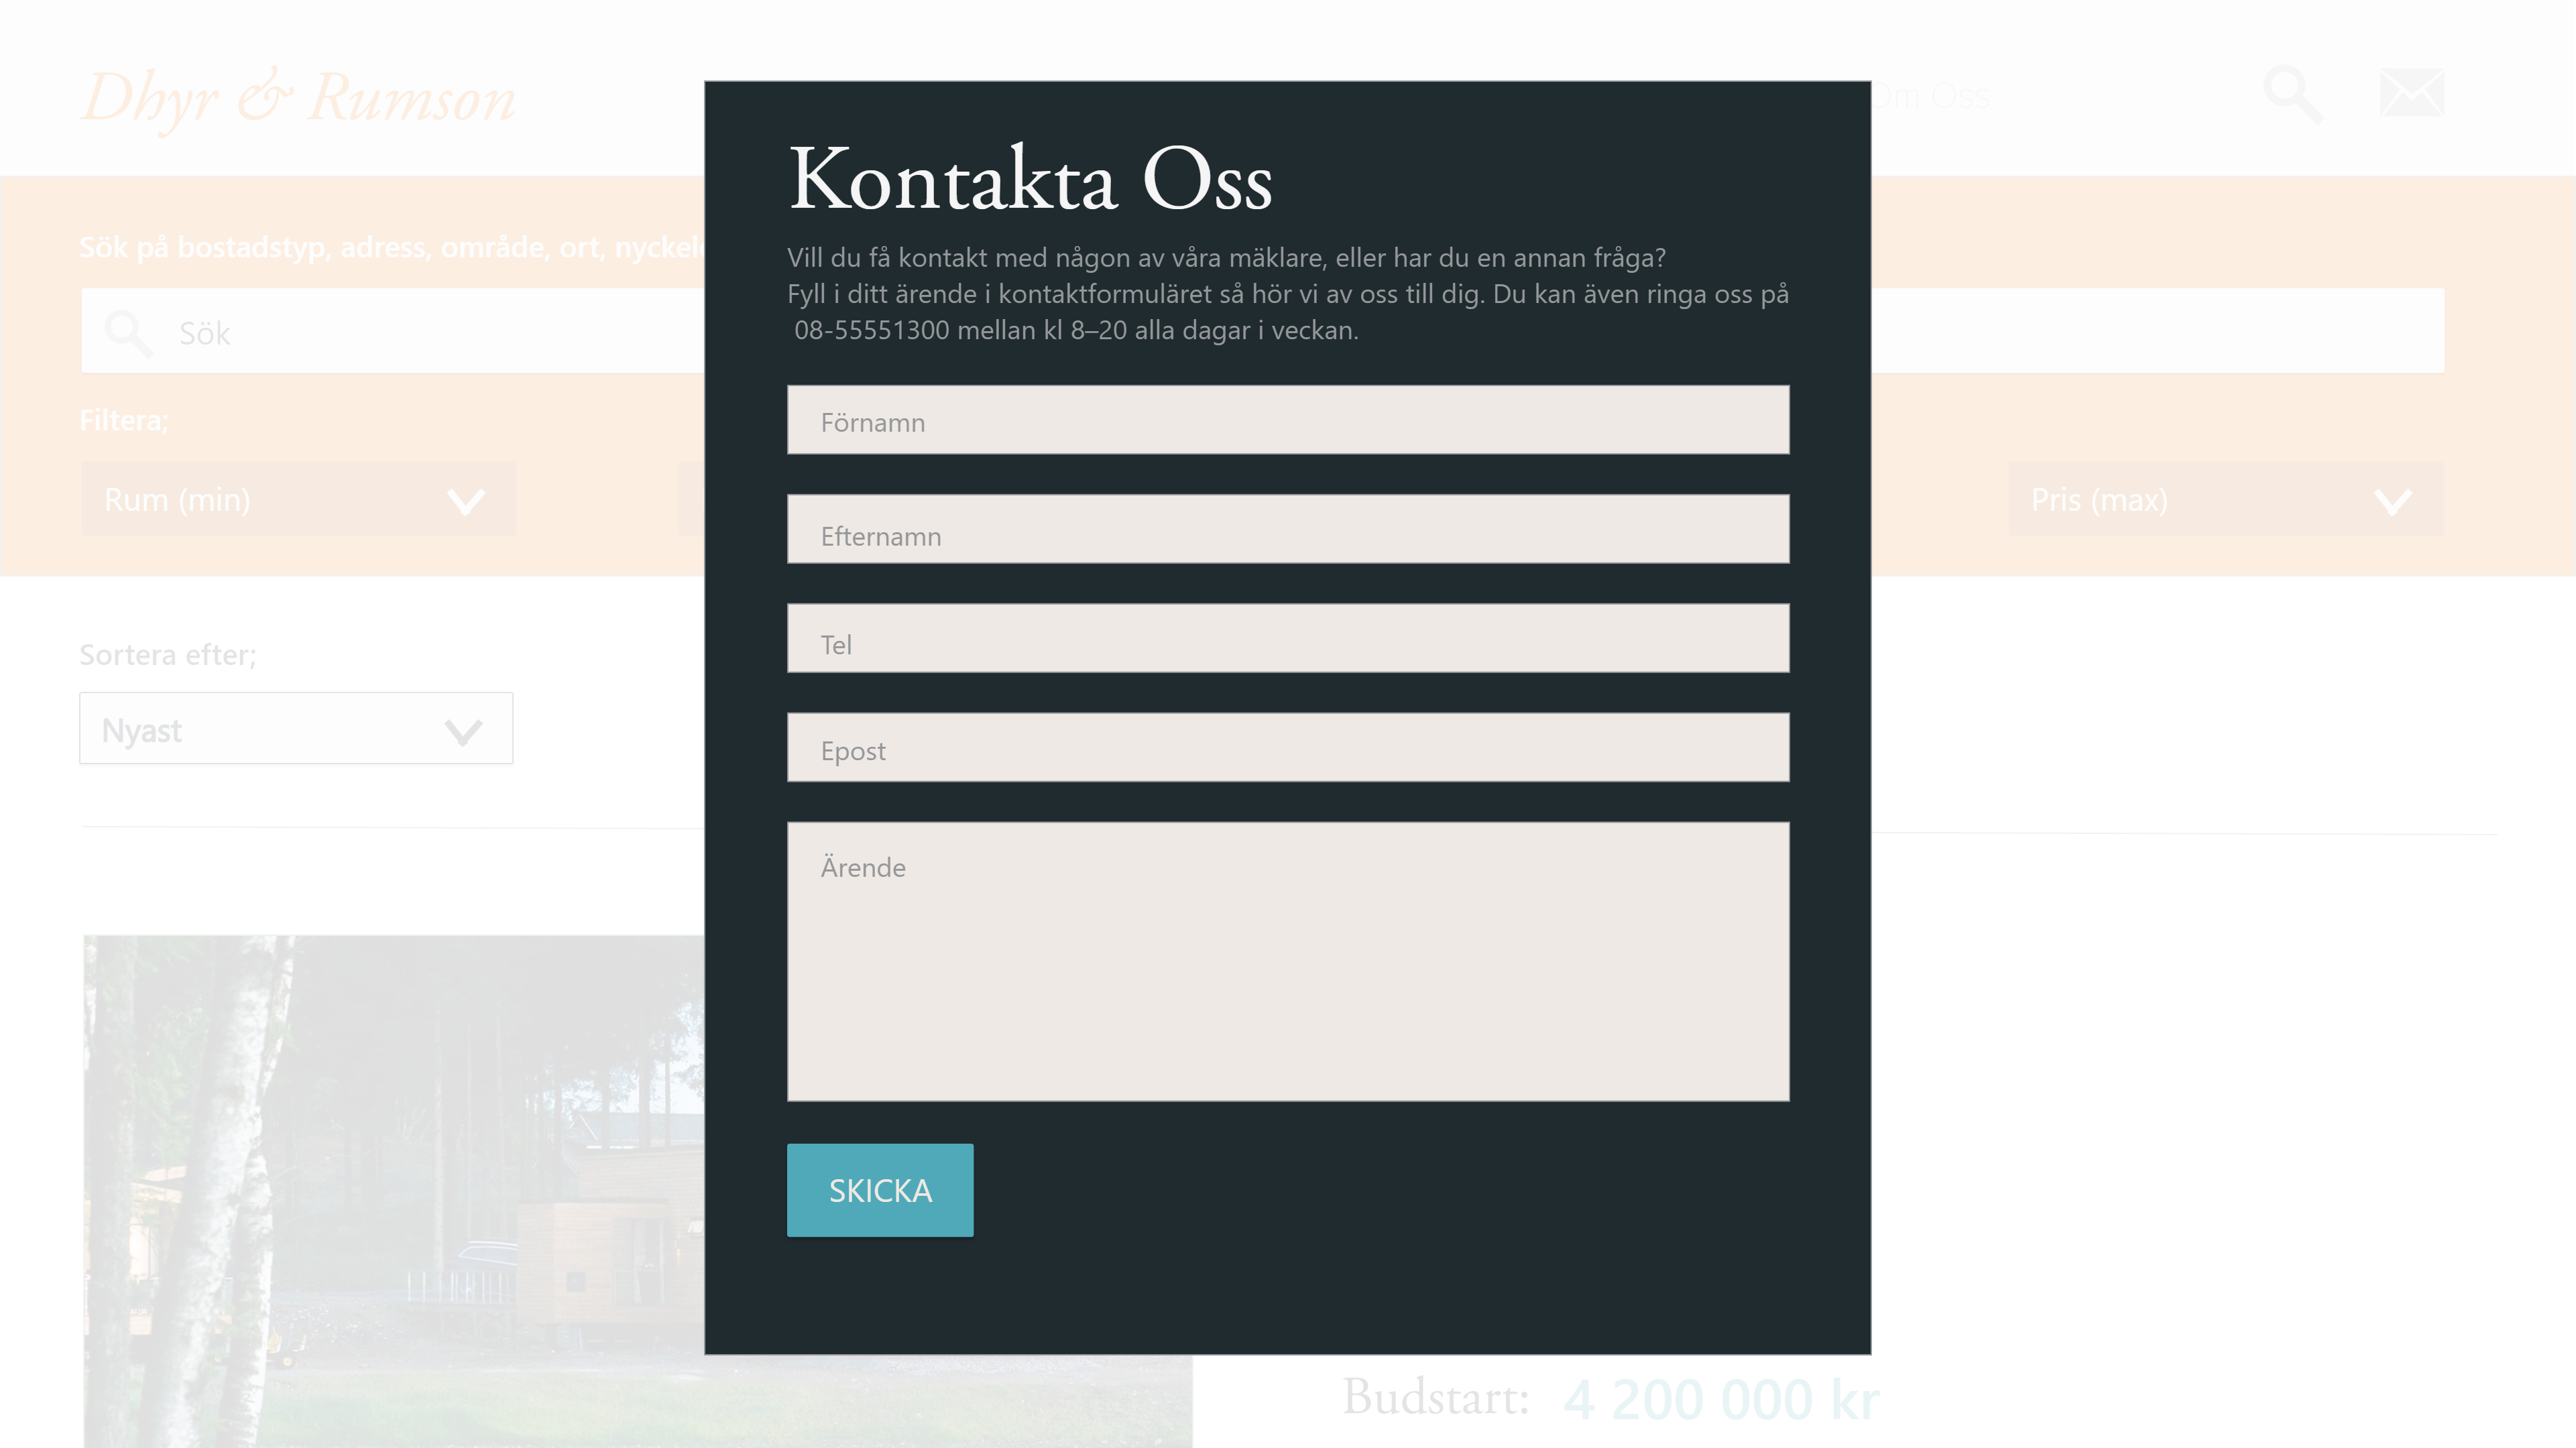 Dhyr & Rumson
Om Oss
Kontakta Oss
Vill du få kontakt med någon av våra mäklare, eller har du en annan fråga?
Fyll i ditt ärende i kontaktformuläret så hör vi av oss till dig. Du kan även ringa oss på
08-55551300 mellan kl 8–20 alla dagar i veckan.
Förnamn
Efternamn
Tel
Epost
Ärende
SKICKA
Sök på bostadstyp, adress, område, ort,
Sök
Filtera;
Rum (min)
Pris (max)
Sortera efter;
Nyast
Budstart: 4 200 000 kr